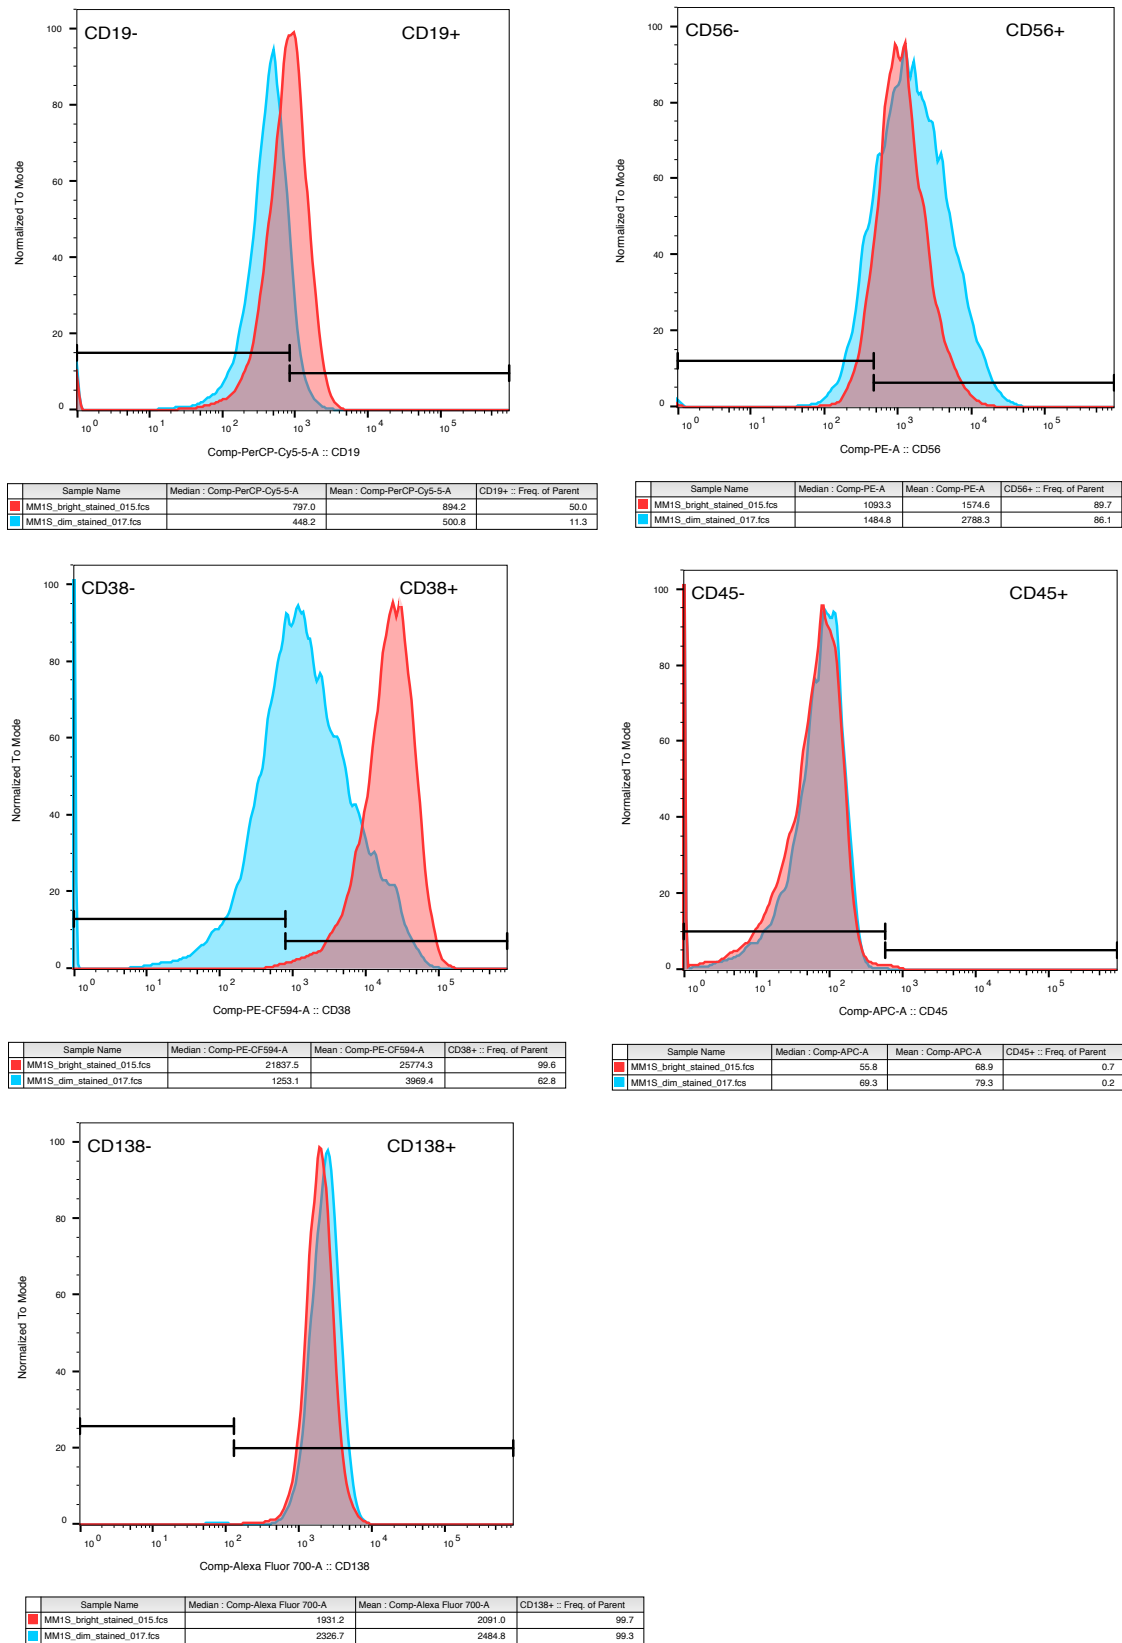 CD19- CD19+
100
80
60
40
20
0
Normalized To Mode
10 0 10 1 10 2 10 3 10 4 10 5
Comp-PerCP-Cy5-5-A :: CD19
Sample Name Median : Comp-PerCP-Cy5-5-A Mean : Comp-PerCP-Cy5-5-A CD19+ :: Freq. of Parent
MM1S_bright_stained_015.fcs 797.0 894.2 50.0
MM1S_dim_stained_017.fcs 448.2 500.8 11.3
CD56- CD56+
100
80
60
40
20
0
Normalized To Mode
10 0 10 1 10 2 10 3 10 4 10 5
Comp-PE-A :: CD56
Sample Name Median : Comp-PE-A Mean : Comp-PE-A CD56+ :: Freq. of Parent
MM1S_bright_stained_015.fcs 1093.3 1574.6 89.7
MM1S_dim_stained_017.fcs 1484.8 2788.3 86.1
CD38- CD38+
100
80
60
40
20
0
Normalized To Mode
10 0 10 1 10 2 10 3 10 4 10 5
Comp-PE-CF594-A :: CD38
Sample Name Median : Comp-PE-CF594-A Mean : Comp-PE-CF594-A CD38+ :: Freq. of Parent
MM1S_bright_stained_015.fcs 21837.5 25774.3 99.6
MM1S_dim_stained_017.fcs 1253.1 3969.4 62.8
CD45- CD45+
100
80
60
40
20
0
Normalized To Mode
10 0 10 1 10 2 10 3 10 4 10 5
Comp-APC-A :: CD45
Sample Name Median : Comp-APC-A Mean : Comp-APC-A CD45+ :: Freq. of Parent
MM1S_bright_stained_015.fcs 55.8 68.9 0.7
MM1S_dim_stained_017.fcs 69.3 79.3 0.2
CD138- CD138+
100
80
60
40
20
0
Normalized To Mode
10 0 10 1 10 2 10 3 10 4 10 5
Comp-Alexa Fluor 700-A :: CD138
Sample Name Median : Comp-Alexa Fluor 700-A Mean : Comp-Alexa Fluor 700-A CD138+ :: Freq. of Parent
MM1S_bright_stained_015.fcs 1931.2 2091.0 99.7
MM1S_dim_stained_017.fcs 2326.7 2484.8 99.3